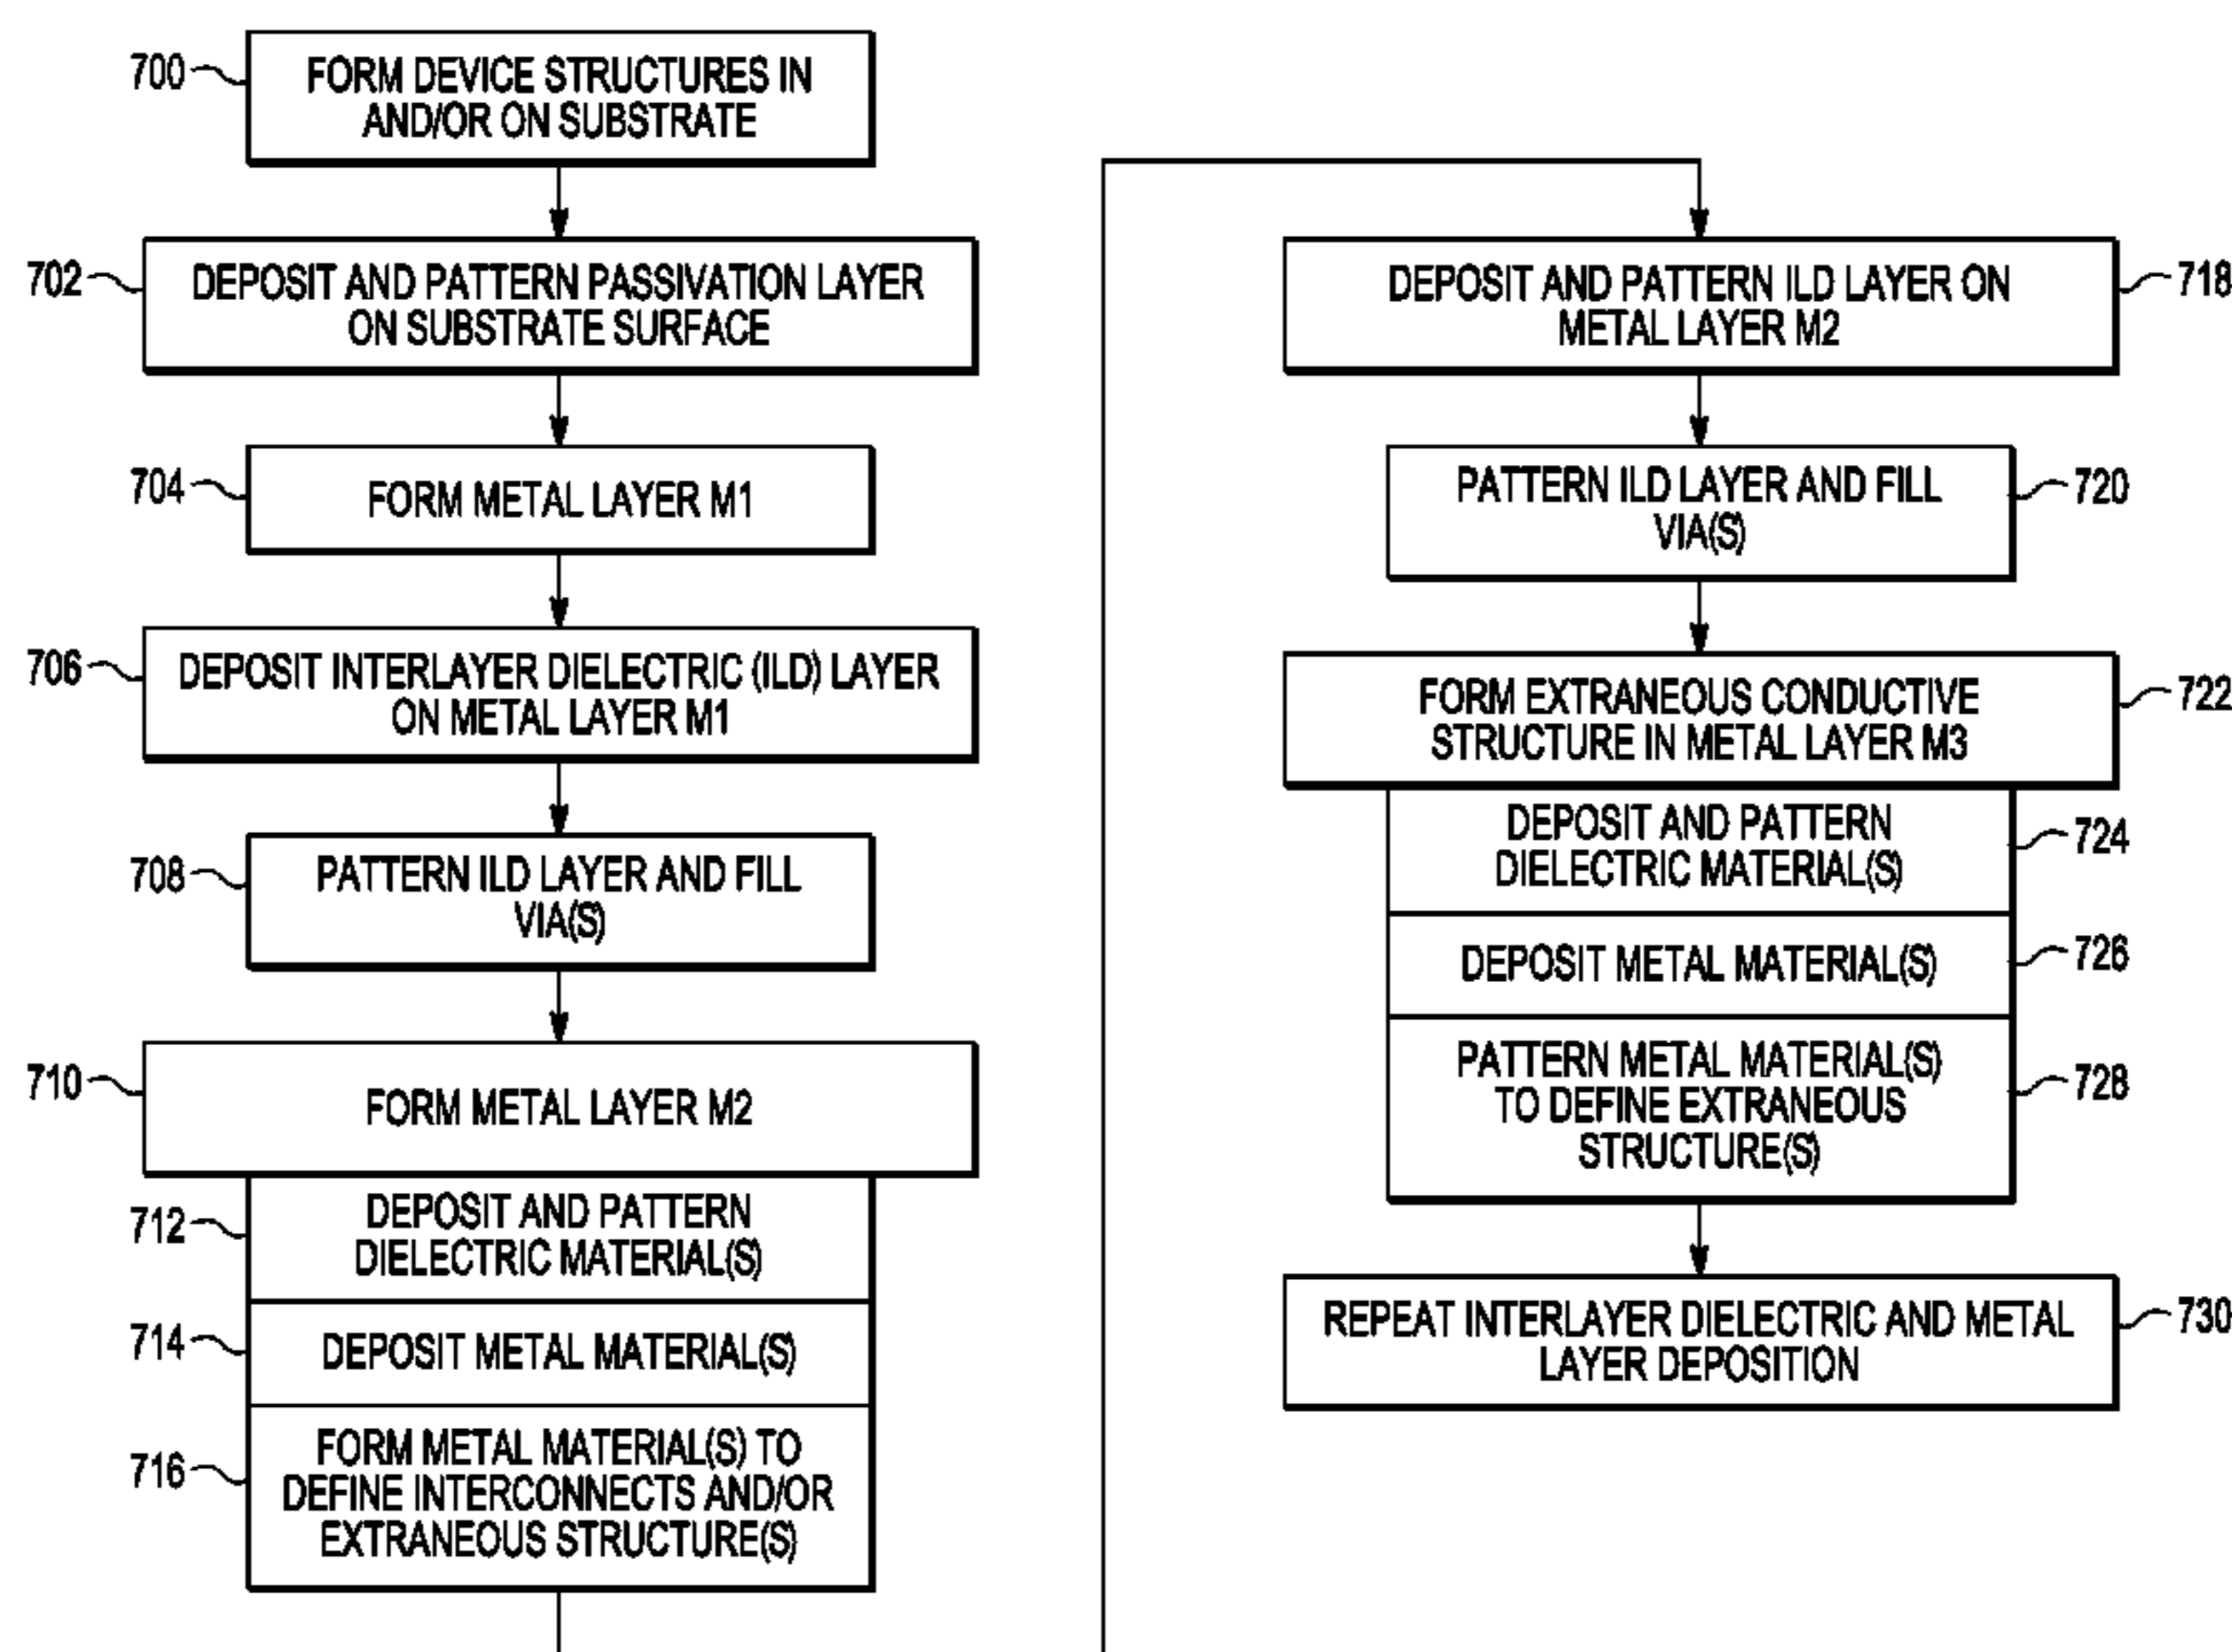 700
FORM DEVICE STRUCTURES IN
AND/OR ON SUBSTRATE
702
DEPOSIT AND PATTERN PASSIVATION LAYER
ON SUBSTRATE SURFACE
704
FORM METAL LAYER M1
706
DEPOSIT INTERLAYER DIELECTRIC (ILD) LAYER
ON METAL LAYER M1
708
PATTERN ILD LAYER AND FILL
VIA(S)
710
FORM METAL LAYER M2
712
DEPOSIT AND PATTERN
DIELECTRIC MATERIAL(S)
714
DEPOSIT METAL MATERIAL(S)
716
FORM METAL MATERIAL(S) TO
DEFINE INTERCONNECTS AND/OR
EXTRANEOUS STRUCTURE(S)
DEPOSIT AND PATTERN ILD LAYER ON
METAL LAYER M2
718
PATTERN ILD LAYER AND FILL
VIA(S)
720
FORM EXTRANEOUS CONDUCTIVE
STRUCTURE IN METAL LAYER M3
722
DEPOSIT AND PATTERN
DIELECTRIC MATERIAL(S)
724
DEPOSIT METAL MATERIAL(S)
726
PATTERN METAL MATERIAL(S)
TO DEFINE EXTRANEOUS
STRUCTURE(S)
728
REPEAT INTERLAYER DIELECTRIC AND METAL
LAYER DEPOSITION
730